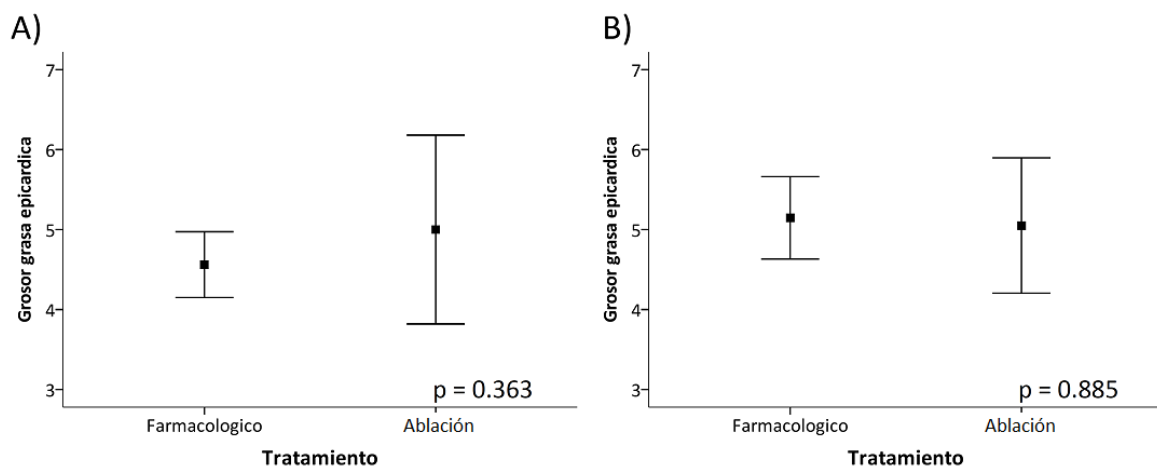 A)
7
6
5
4
3
Grosor grasa epicardica
p = 0.363
Farmacologico
Ablación
Tratamiento
B)
7
6
5
4
3
Grosor grasa epicardica
p = 0.885
Farmacologico
Ablación
Tratamiento